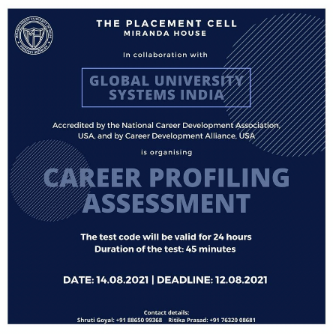 THE PLACEMENT CELL
MIRANDA HOUSE
In collaboration with
GLOBAL UNIVERSITY
SYSTEMS INDIA
Accredited by the National Career Development Association,
USA, and by Career Development Alliance, USA
is organising
CAREER PROFILING
ASSESSMENT
The test code will be valid for 24 hours
Duration of the test: 45 minutes
DATE: 14.08.2021 | DEADLINE: 12.08.2021
Contact details:
Shruti Goyal: +91 88650 99368 Ritika Prasad: +91 76320 08681